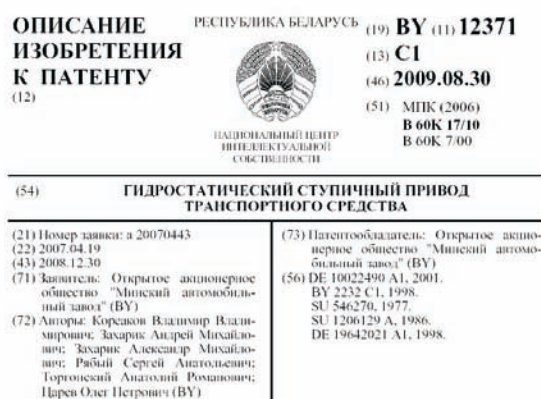 ОПИСАНИЕ
ИЗОБРЕТЕНИЯ
К ПАТЕНТУ
(12)
РЕСПУБЛИКА БЕЛАРУСЬ
НАЦИОНАЛЬНЫЙ ЦЕНТР
ИНТЕЛЛЕКТУАЛЬНОЙ
СОБСТВЕННОСТИ
(19) BY (11) 12371
(13) C1
(46) 2009.08.30
(51) МПК (2006)
B 60K 17/10
B 60K 7/00
(54) ГИДРОСТАТИЧЕСКИЙ СТУПИЧНЫЙ ПРИВОД
ТРАНСПОРТНОГО СРЕДСТВА
(21) Номер заявки: a 20070443
(22) 2007.04.19
(43) 2008.12.30
(71) Заявитель: Открытое акционерное
общество "Минский автомобиль-
ный завод" (BY)
(72) Авторы: Корсаков Владимир Влади-
мирович; Захарик Андрей Михайло-
вич; Захарик Александр Михайло-
вич; Рябый Сергей Анатольевич;
Торгонский Анатолий Романович;
Царев Олег Петрович (BY)
(73) Патентообладатель: Открытое акцио-
нерное общество "Минский автомо-
бильный завод" (BY)
(56) DE 10022490 A1, 2001.
BY 2232 C1, 1998.
SU 546270, 1977.
SU 1206129 A, 1986.
DE 19642021 A1, 1998.